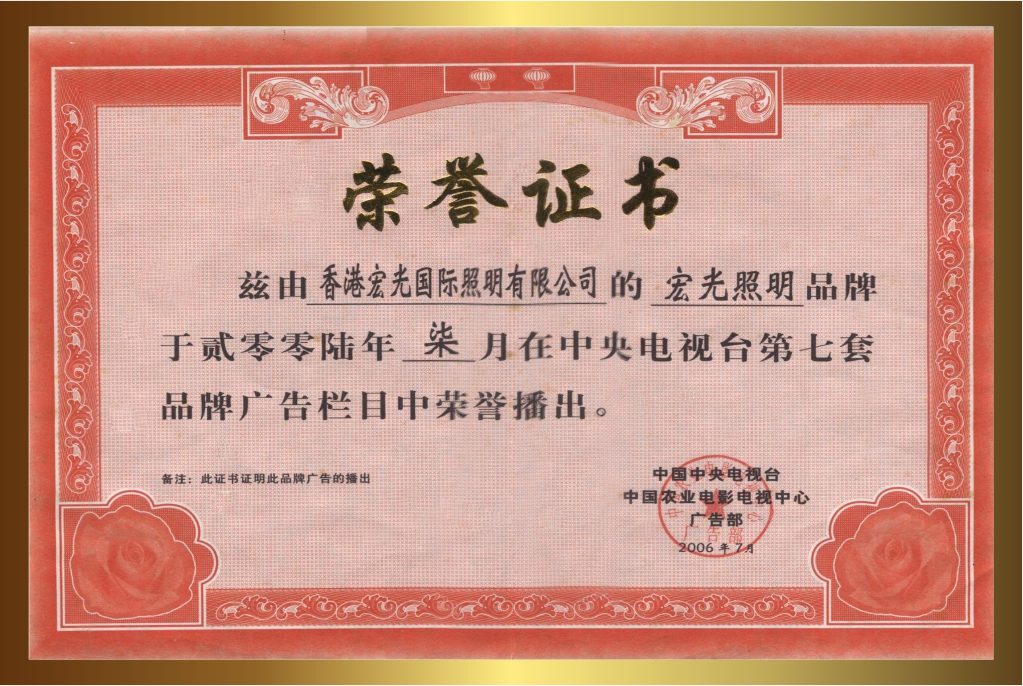 荣誉证书
兹由香港宏光国际照明有限公司的 宏光照明品牌
于贰零零陆年 柒 月在中央电视台第七套
品牌广告栏目中荣誉播出。
备注：此证书证明此品牌广告的播出
中国中央电视台
中国农业电影电视中心
广告部
2006 年 7月
广告部